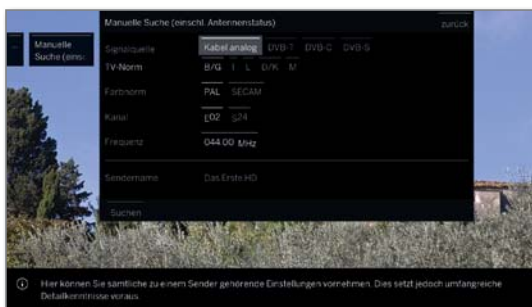 Manuelle Suche (einschl. Antennenstatus)
zurück
Manuelle
Suche (eins
Signalquelle Kabel analog DVB-T DVB-C DVB-S
TV-Norm B/G I L D/K M
Farbnorm PAL SECAM
Kanal E02 S24
Frequenz 044.00 MHz
Sendername Das Erste HD
Suchen
Hier können Sie sämtliche zu einem Sender gehörende Einstellungen vornehmen. Dies setzt jedoch umfangreiche
Detailkenntnisse voraus.